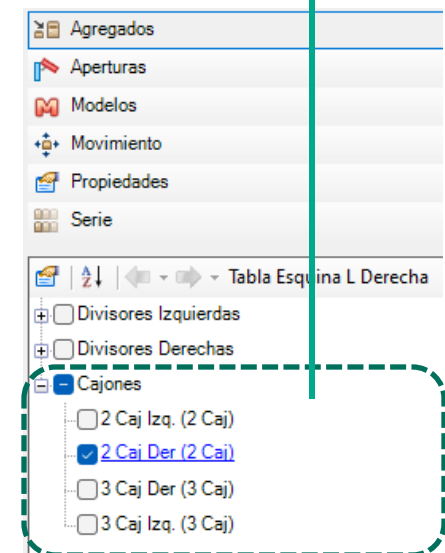 Agregados
Aperturas
Modelos
Movimiento
Propiedades
Serie
Tabla Esquina L Derecha
Divisores Izquierdas
Divisores Derechas
Cajones
2 Caj Izq. (2 Caj)
2 Caj Der (2 Caj)
3 Caj Der (3 Caj)
3 Caj Izq. (3 Caj)